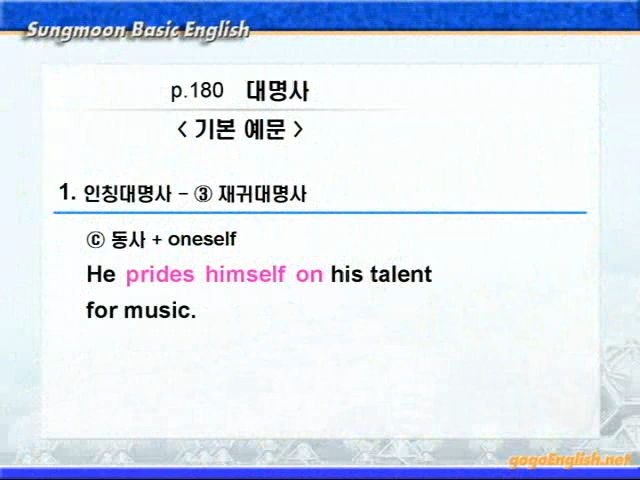 Sungmoon Basic English
p.180 대명사
< 기본 예문 >
1. 인칭대명사 – ③ 재귀대명사
ⓒ 동사 + oneself
He prides himself on his talent
for music.
gogoEnglish.net